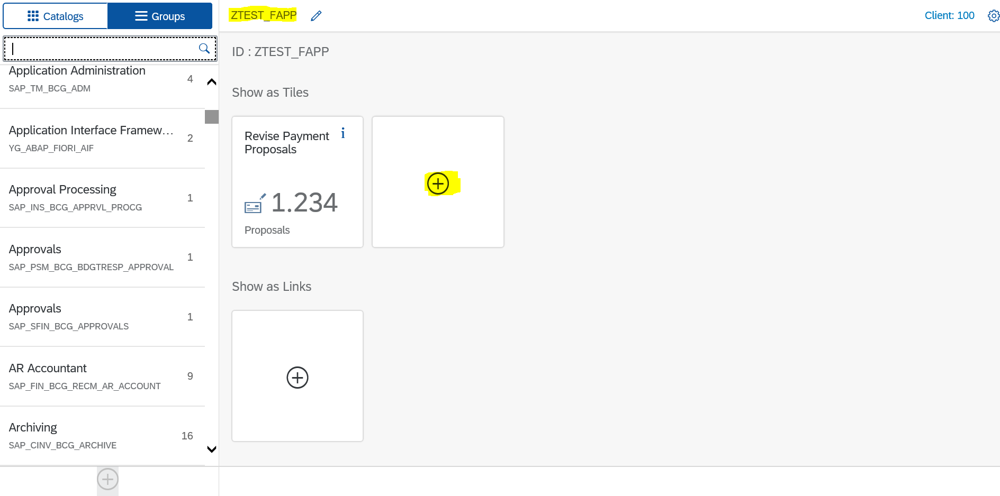 Catalogs
Groups
Application Administration
4
SAP_TM_BCG_ADM
Application Interface Framew...
2
YG_ABAP_FIORI_AIF
Approval Processing
1
SAP_INS_BCG_APPRVL_PROCG
Approvals
1
SAP_PSM_BCG_BDGTRESP_APPROVAL
Approvals
1
SAP_SFIN_BCG_APPROVALS
AR Accountant
9
SAP_FIN_BCG_RECM_AR_ACCOUNT
Archiving
16
SAP_CINV_BCG_ARCHIVE
ZTEST_FAPP
Client: 100
ID : ZTEST_FAPP
Show as Tiles
Revise Payment
Proposals
1.234
Proposals
Show as Links